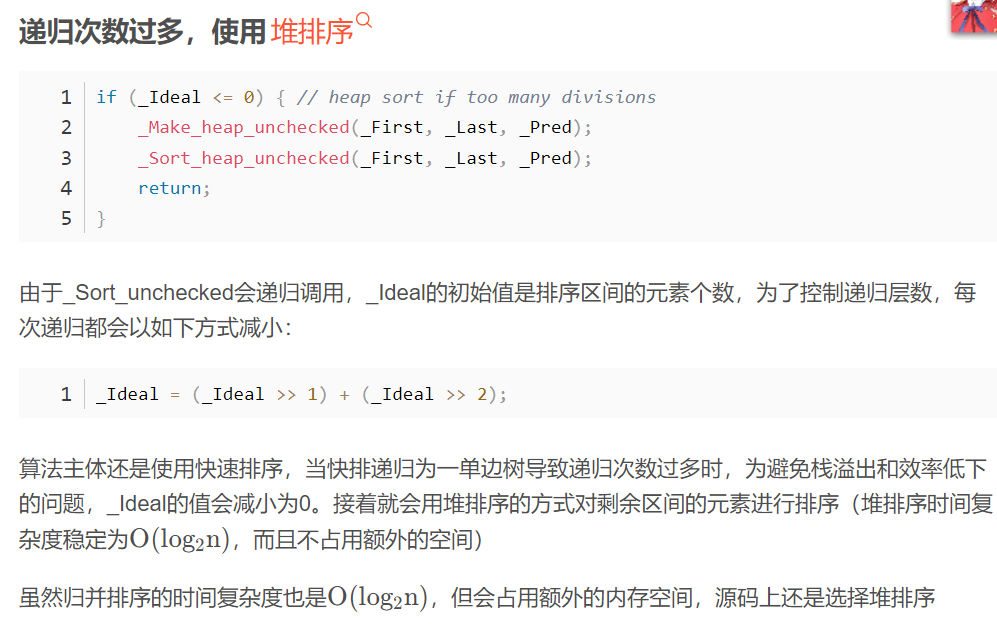 递归次数过多，使用堆排序
1 if (_Ideal <= 0) { // heap sort if too many divisions
2 _Make_heap_unchecked(_First, _Last, _Pred);
3 _Sort_heap_unchecked(_First, _Last, _Pred);
4 return;
5 }
由于_Sort_unchecked会递归调用，_Ideal的初始值是排序区间的元素个数，为了控制递归层数，每
次递归都会以如下方式减小：
1 _Ideal = (_Ideal >> 1) + (_Ideal >> 2);
算法主体还是使用快速排序，当快排递归为一单边树导致递归次数过多时，为避免栈溢出和效率低下
的问题，_Ideal的值会减小为0。接着就会用堆排序的方式对剩余区间的元素进行排序（堆排序时间复
杂度稳定为O(log₂n)，而且不占用额外的空间）
虽然归并排序的时间复杂度也是O(log₂n)，但会占用额外的内存空间，源码上还是选择堆排序